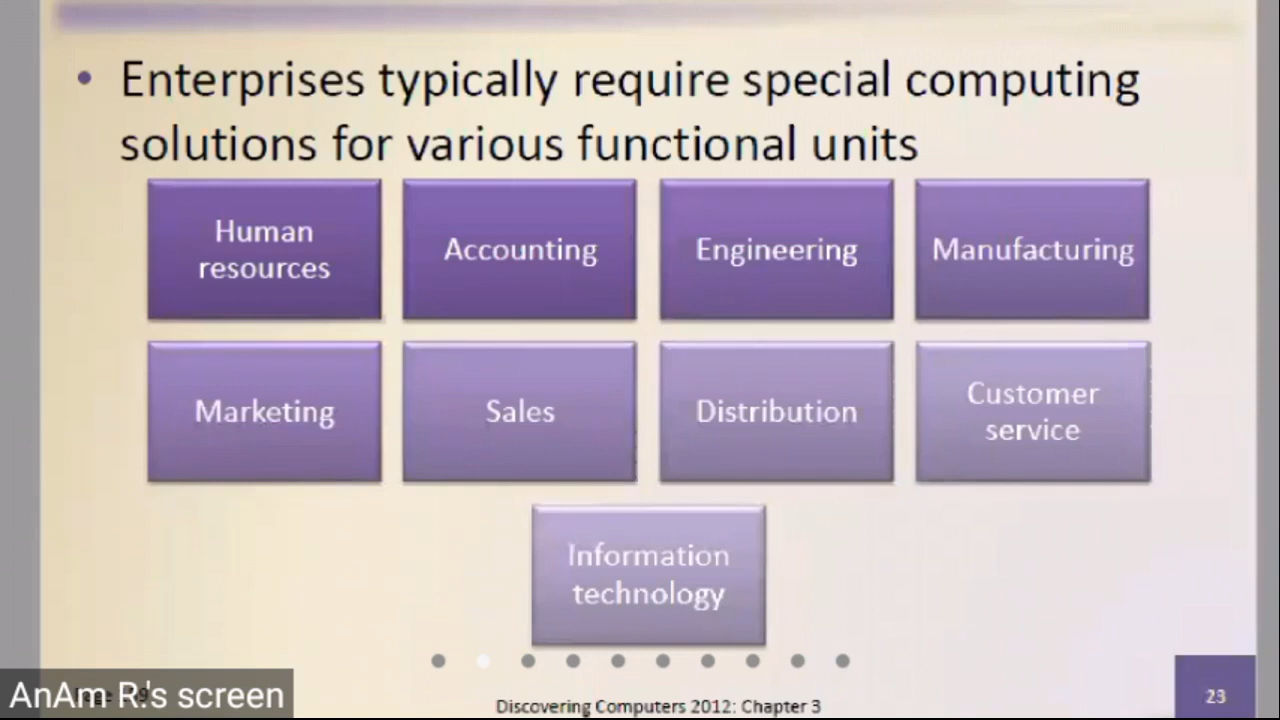 • Enterprises typically require special computing
solutions for various functional units
Human
resources
Accounting
Engineering
Manufacturing
Marketing
Sales
Distribution
Customer
service
Information
technology
AnAm R.'s screen
Discovering Computers 2012: Chapter 3
23